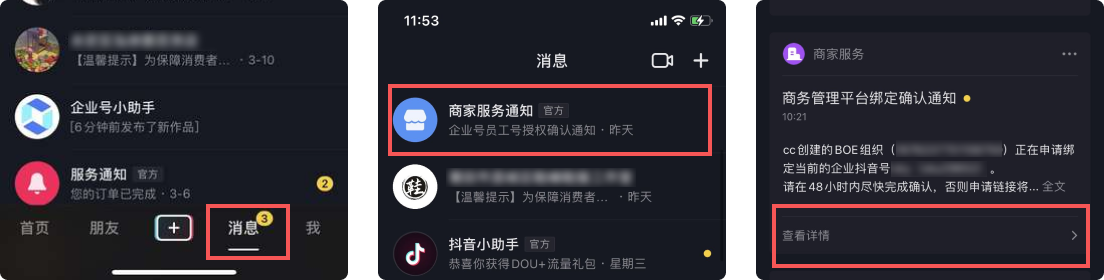 【温馨提示】为保障消费者... · 3-10
企业号小助手
[6分钟前发布了新作品]
服务通知 官方
您的订单已完成 · 3-6
2
首页 朋友 消息 3 我
11:53
消息
商家服务通知 官方
企业号员工号授权确认通知 · 昨天
【温馨提示】为保障消费者... · 昨天
抖音小助手 官方
恭喜你获得DOU+流量礼包 · 星期三
商家服务
商务管理平台绑定确认通知
10:21
cc创建的BOE组织（ ）正在申请绑
定当前的企业抖音号 。
请在48小时内尽快完成确认，否则申请链接将... 全文
查看详情